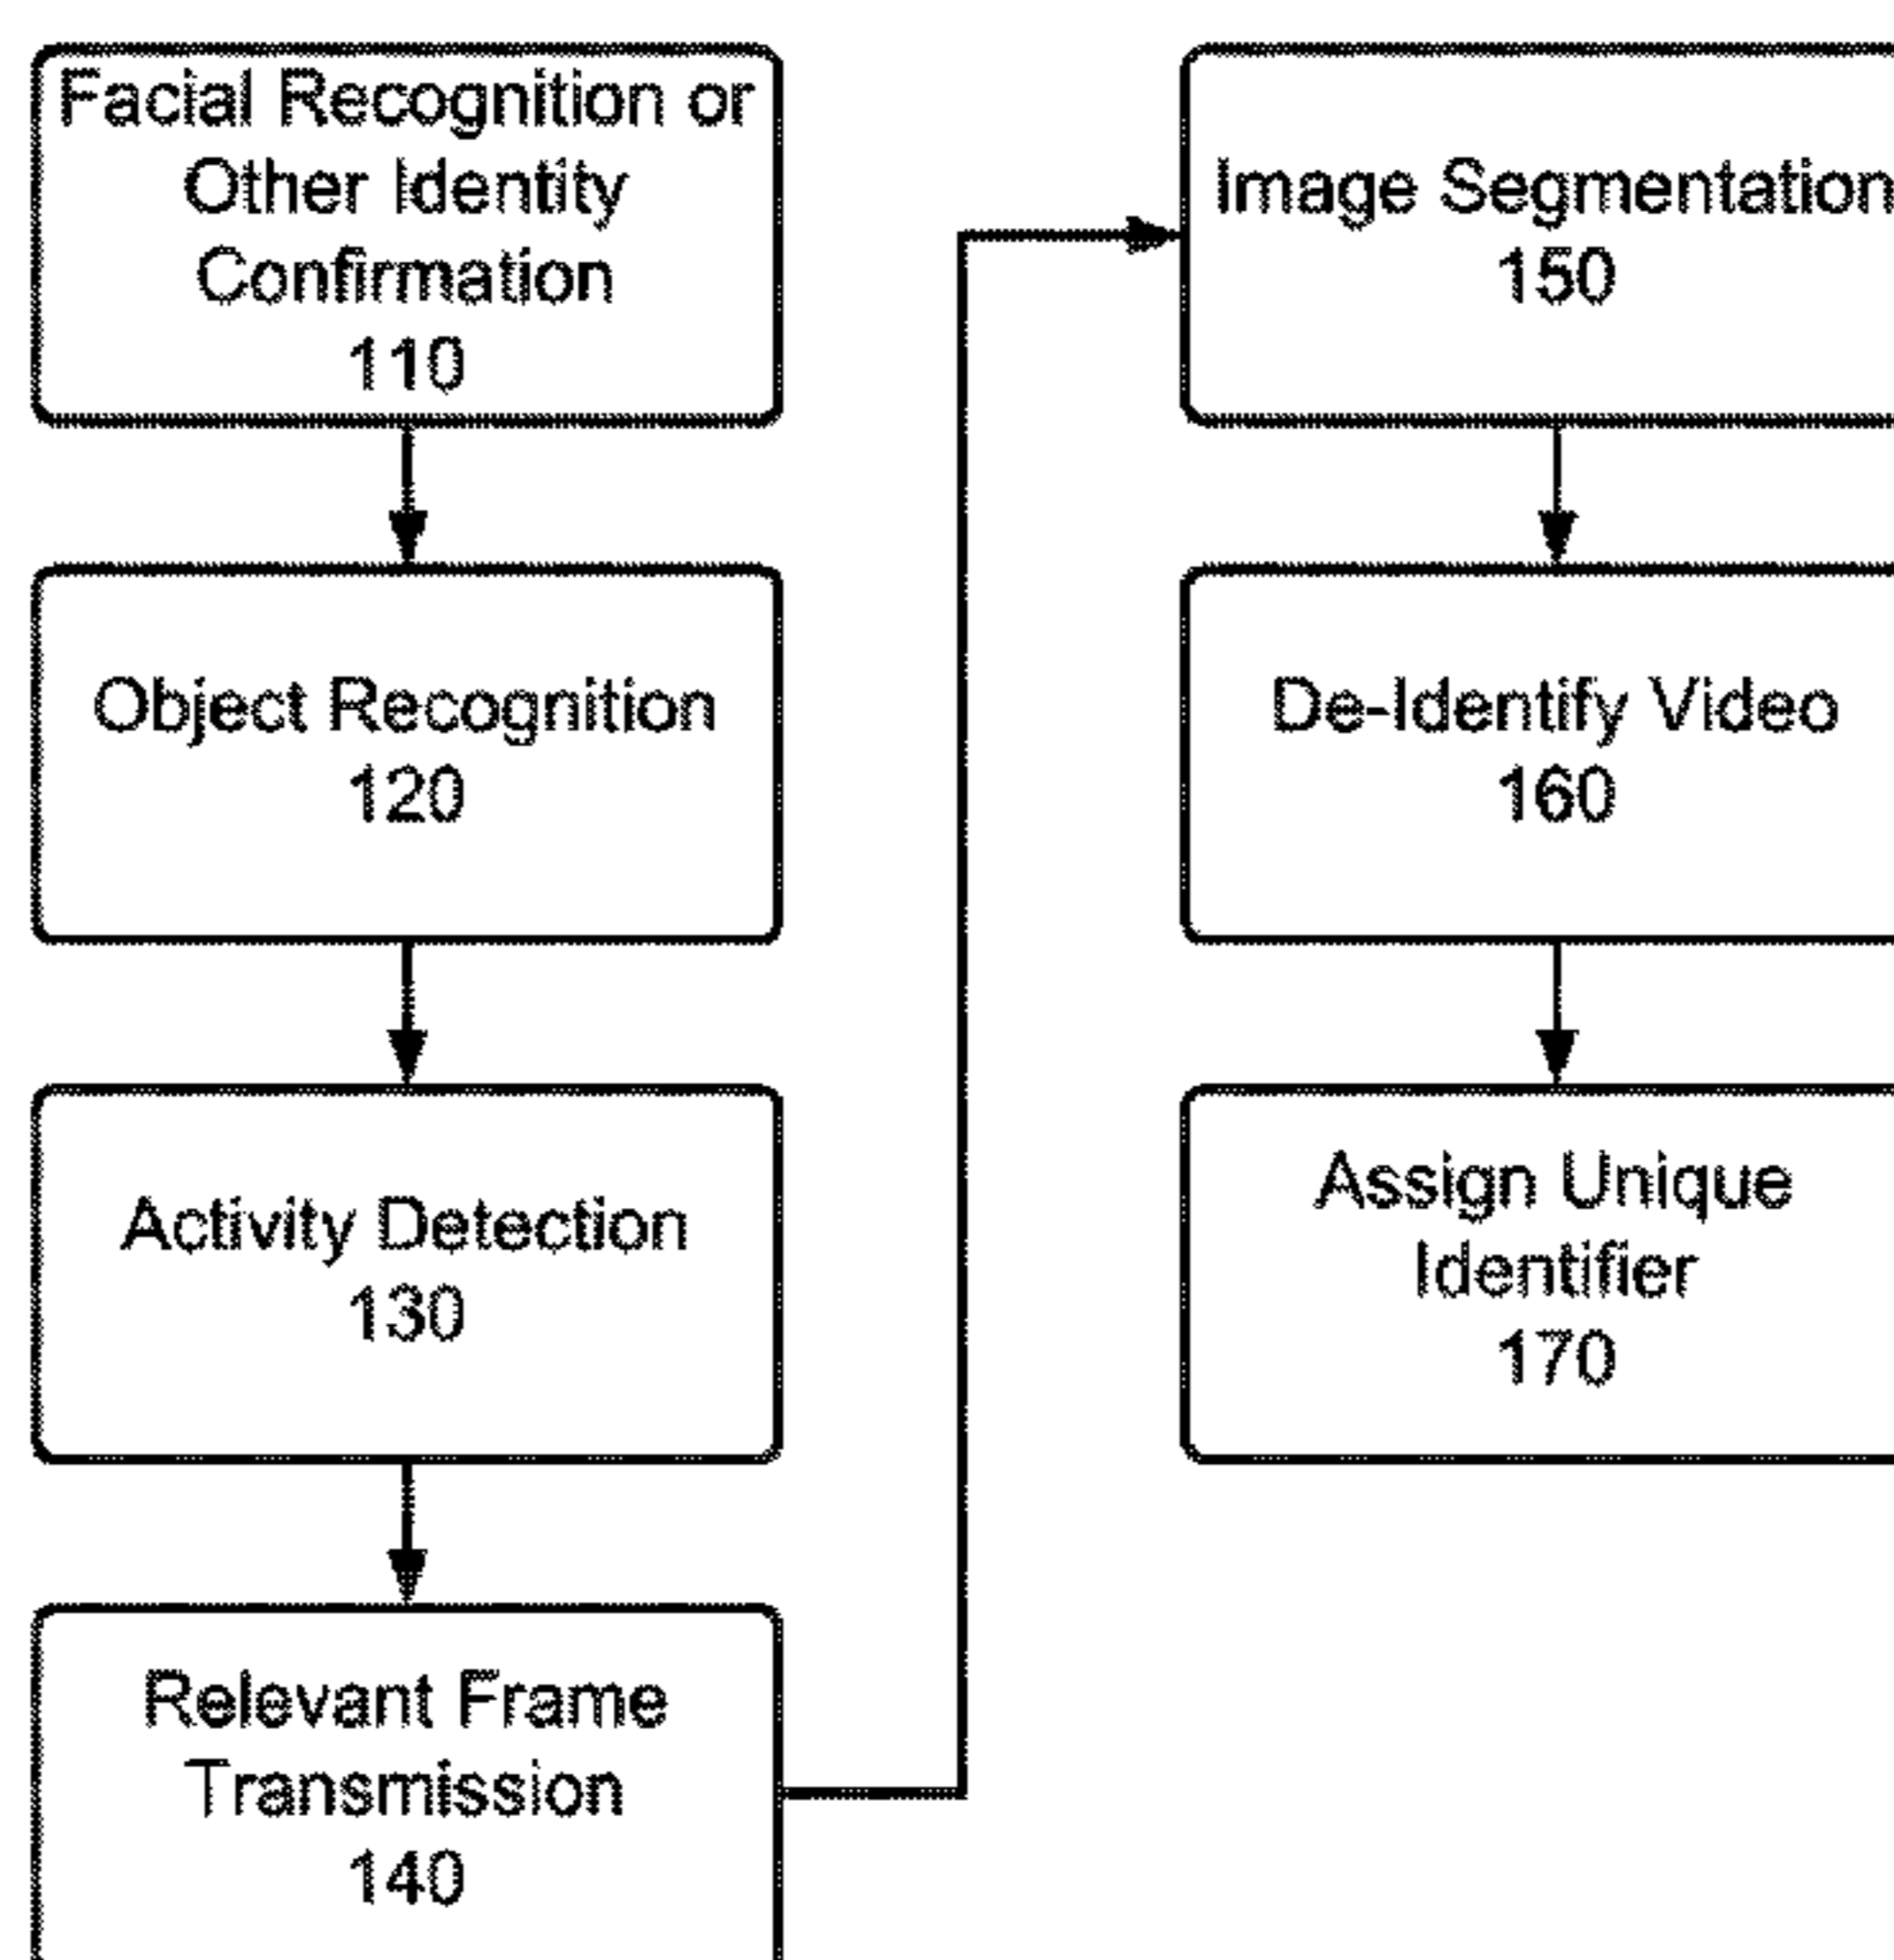 Facial Recognition or
Other Identity
Confirmation
110
Object Recognition
120
Activity Detection
130
Relevant Frame
Transmission
140
Image Segmentation
150
De-Identify Video
160
Assign Unique
Identifier
170